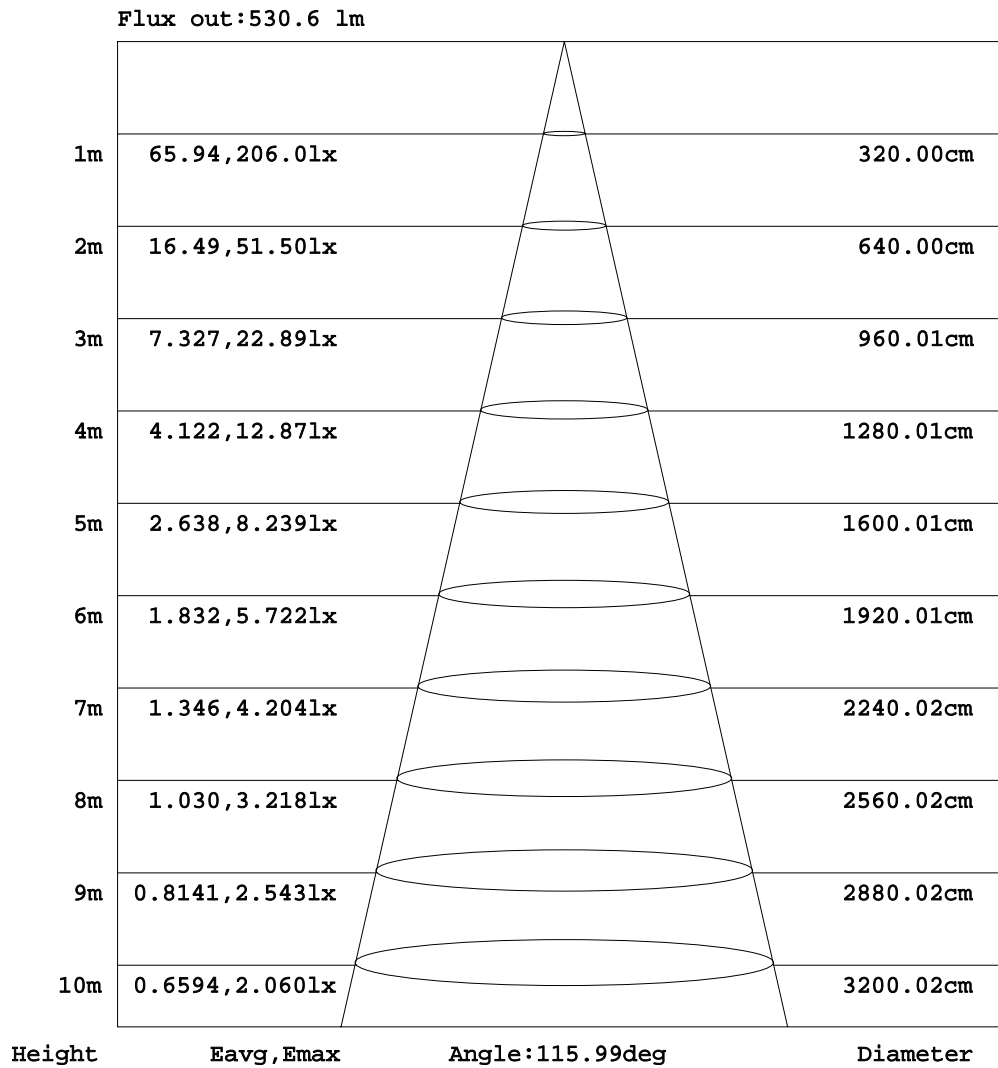 Flux out:530.6 lm
1m 65.94,206.0lx 320.00cm
2m 16.49,51.50lx 640.00cm
3m 7.327,22.89lx 960.01cm
4m 4.122,12.87lx 1280.01cm
5m 2.638,8.239lx 1600.01cm
6m 1.832,5.722lx 1920.01cm
7m 1.346,4.204lx 2240.02cm
8m 1.030,3.218lx 2560.02cm
9m 0.8141,2.543lx 2880.02cm
10m 0.6594,2.060lx 3200.02cm
Height Eavg,Emax Angle:115.99deg Diameter